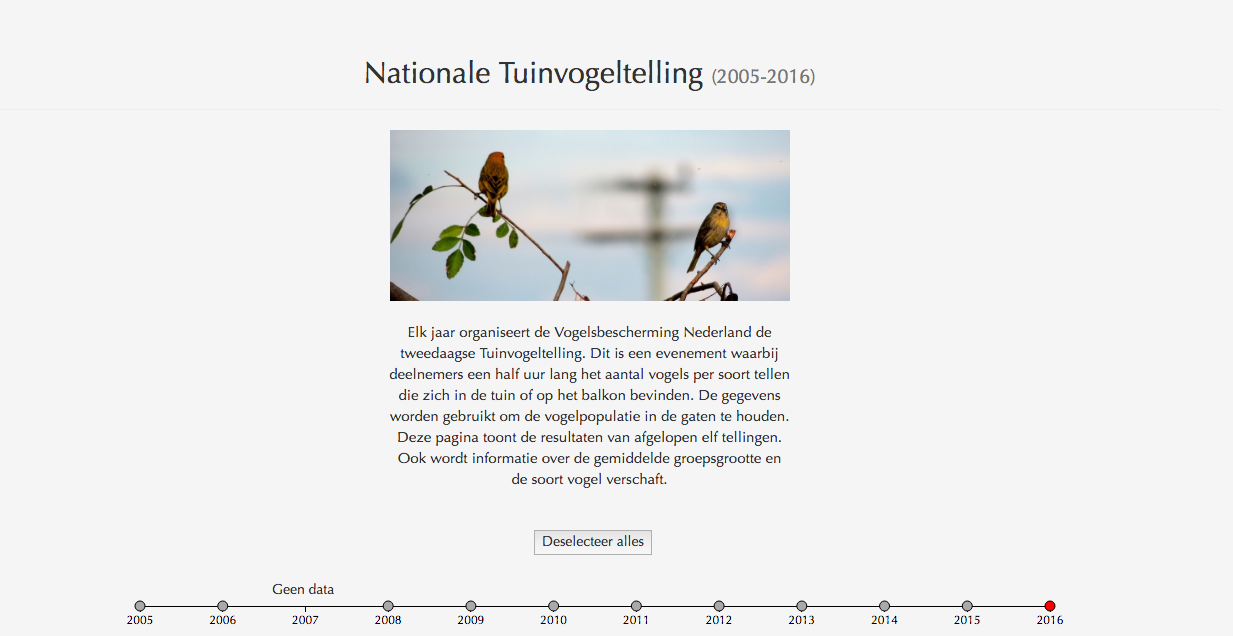 Nationale Tuinvogeltelling (2005-2016)
Elk jaar organiseert de Vogelsbescherming Nederland de
tweedaagse Tuinvogeltelling. Dit is een evenement waarbij
deelnemers een half uur lang het aantal vogels per soort tellen
die zich in de tuin of op het balkon bevinden. De gegevens
worden gebruikt om de vogelpopulatie in de gaten te houden.
Deze pagina toont de resultaten van afgelopen elf tellingen.
Ook wordt informatie over de gemiddelde groepsgrootte en
de soort vogel verschaft.
Deselecteer alles
Geen data
2005 2006 2007 2008 2009 2010 2011 2012 2013 2014 2015 2016